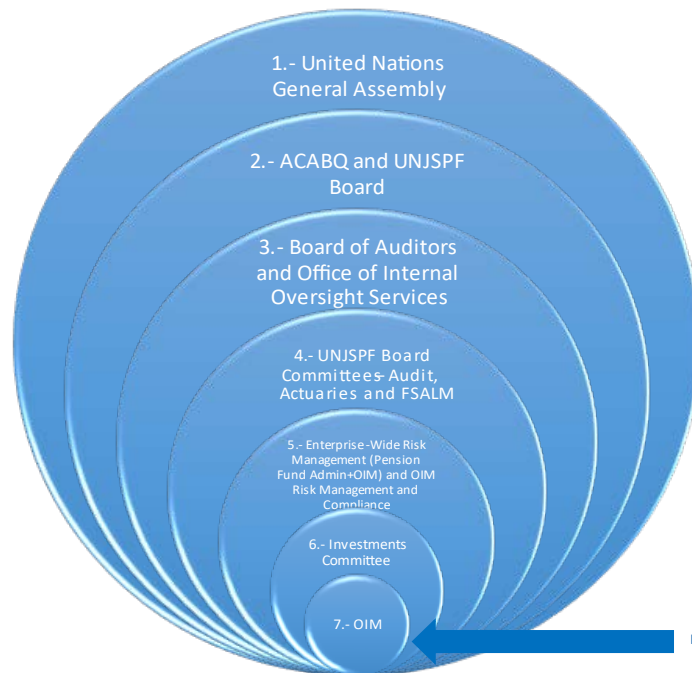 1.- United Nations
General Assembly
2.- ACABQ and UNJSPF
Board
3.- Board of Auditors
and Office of Internal
Oversight Services
4.- UNJSPF Board
Committees- Audit,
Actuaries and FSALM
5.- Enterprise-Wide Risk
Management (Pension
Fund Admin+OIM) and OIM
Risk Management and
Compliance
6.- Investments
Committee
7.- OIM